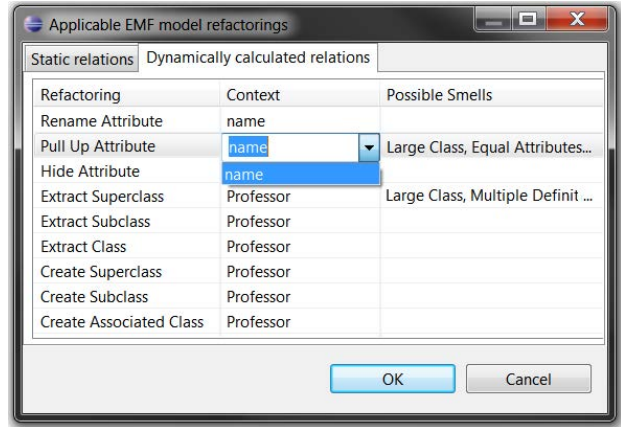 Applicable EMF model refactorings
Static relations Dynamically calculated relations
Refactoring Context Possible Smells
Rename Attribute name
Pull Up Attribute name Large Class, Equal Attributes...
Hide Attribute name
Extract Superclass Professor Large Class, Multiple Definit ...
Extract Subclass Professor
Extract Class Professor
Create Superclass Professor
Create Subclass Professor
Create Associated Class Professor
OK Cancel